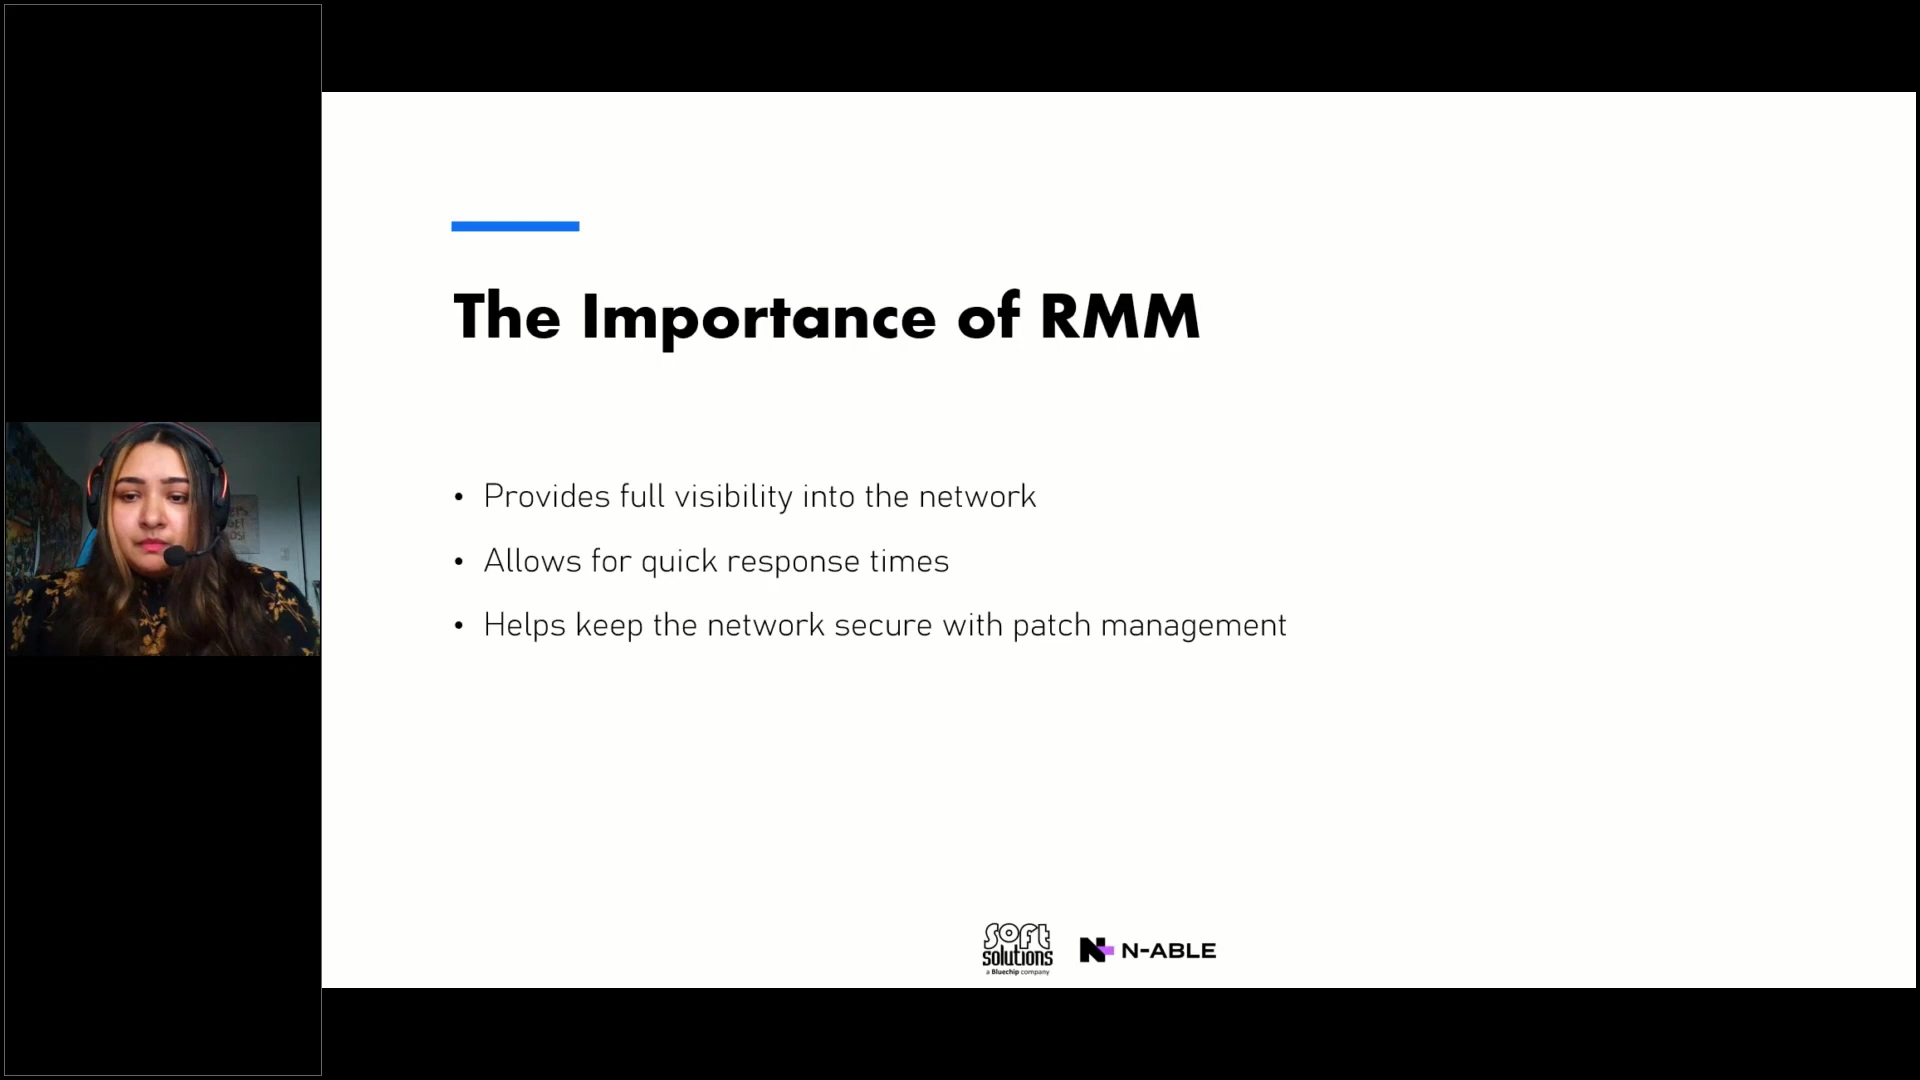 The Importance of RMM
• Provides full visibility into the network
• Allows for quick response times
• Helps keep the network secure with patch management
soft
solutions
a Bluechip company
N-ABLE